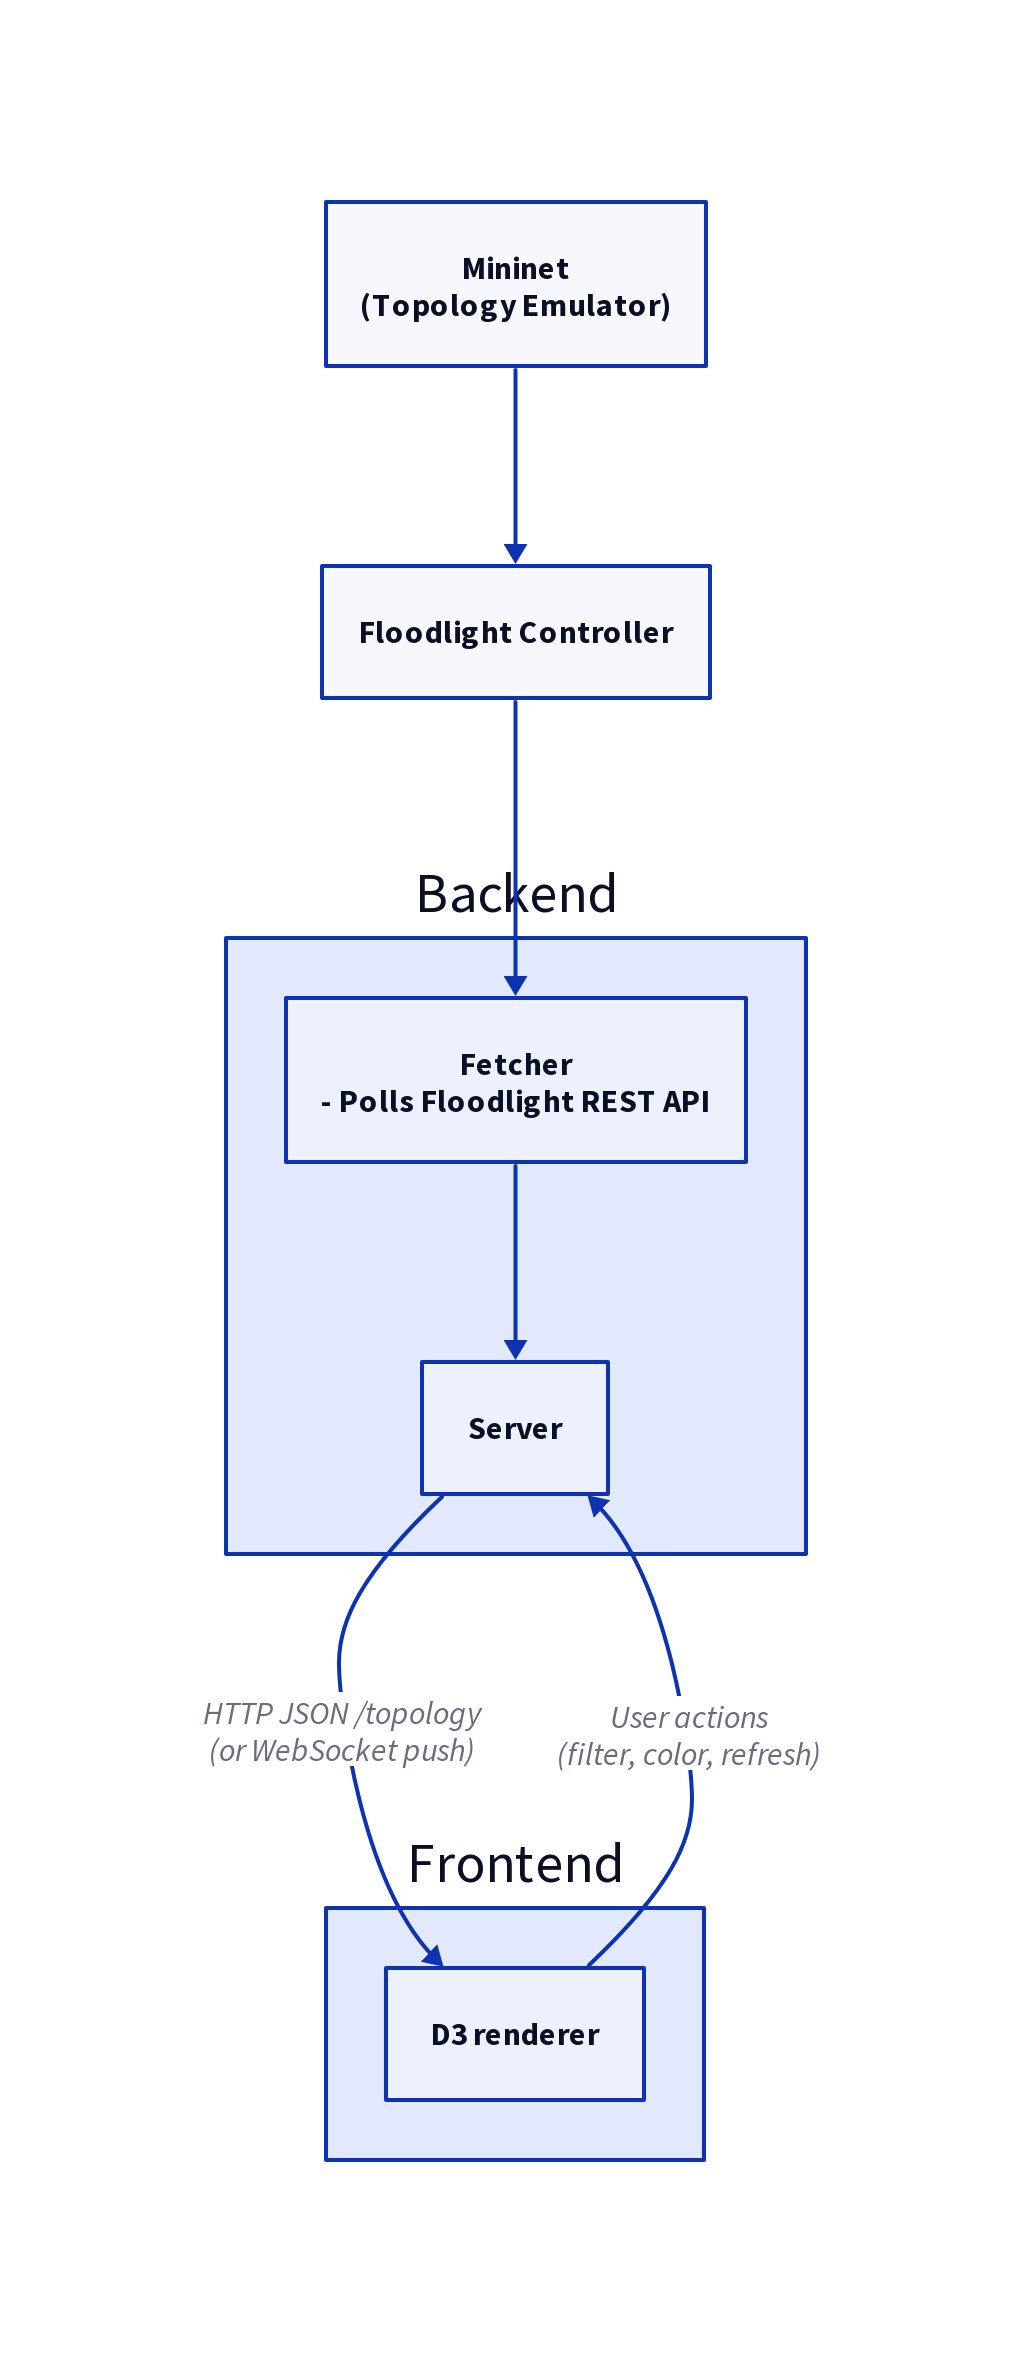 Mininet
(Topology Emulator)
Floodlight Controller
Backend
Fetcher
- Polls Floodlight REST API
Server
HTTP JSON /topology
(or WebSocket push)
User actions
(filter, color, refresh)
Frontend
D3 renderer